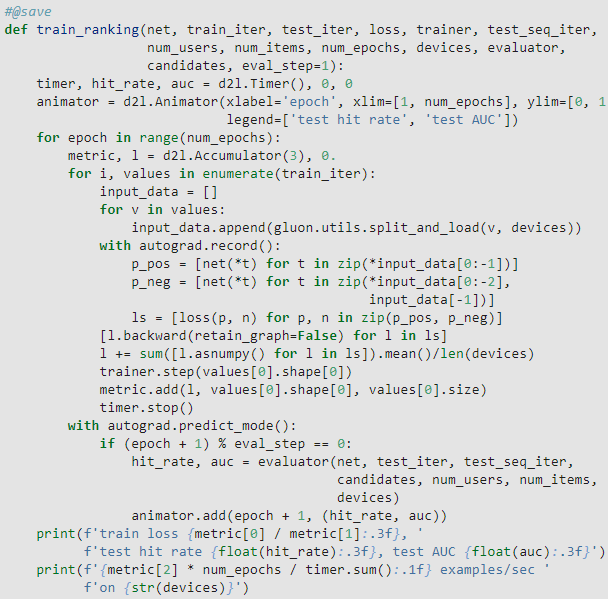 #@save
def train_ranking(net, train_iter, test_iter, loss, trainer, test_seq_iter,
                  num_users, num_items, num_epochs, devices, evaluator,
                  candidates, eval_step=1):
    timer, hit_rate, auc = d2l.Timer(), 0, 0
    animator = d2l.Animator(xlabel='epoch', xlim=[1, num_epochs], ylim=[0, 1
                            legend=['test hit rate', 'test AUC'])
    for epoch in range(num_epochs):
        metric, l = d2l.Accumulator(3), 0.
        for i, values in enumerate(train_iter):
            input_data = []
            for v in values:
                input_data.append(gluon.utils.split_and_load(v, devices))
            with autograd.record():
                p_pos = [net(*t) for t in zip(*input_data[0:-1])]
                p_neg = [net(*t) for t in zip(*input_data[0:-2],
                                              input_data[-1])]
                ls = [loss(p, n) for p, n in zip(p_pos, p_neg)]
            [l.backward(retain_graph=False) for l in ls]
            l += sum([l.asnumpy() for l in ls]).mean()/len(devices)
            trainer.step(values[0].shape[0])
            metric.add(l, values[0].shape[0], values[0].size)
            timer.stop()
        with autograd.predict_mode():
            if (epoch + 1) % eval_step == 0:
                hit_rate, auc = evaluator(net, test_iter, test_seq_iter,
                                          candidates, num_users, num_items,
                                          devices)
                animator.add(epoch + 1, (hit_rate, auc))
    print(f'train loss {metric[0] / metric[1]:.3f}, '
          f'test hit rate {float(hit_rate):.3f}, test AUC {float(auc):.3f}')
    print(f'{metric[2] * num_epochs / timer.sum():.1f} examples/sec '
          f'on {str(devices)}')